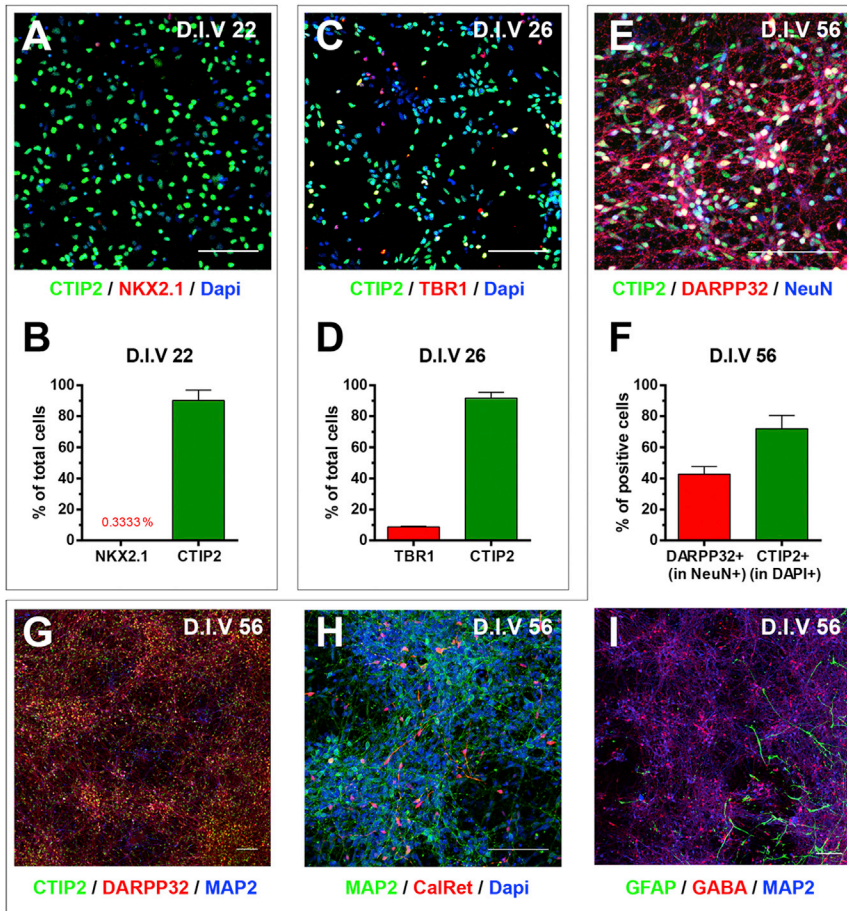 A D.I.V 22
CTIP2 / NKX2.1 / Dapi
B
D.I.V 22
% of total cells
100
80
60
40
20
0
0.3333 %
NKX2.1 CTIP2
C D.I.V 26
CTIP2 / TBR1 / Dapi
D
D.I.V 26
% of total cells
100
80
60
40
20
0
TBR1 CTIP2
E D.I.V 56
CTIP2 / DARPP32 / NeuN
F
D.I.V 56
% of positive cells
100
80
60
40
20
0
DARPP32+ CTIP2+
(in NeuN+) (in DAPI+)
G D.I.V 56
CTIP2 / DARPP32 / MAP2
H D.I.V 56
MAP2 / CalRet / Dapi
I D.I.V 56
GFAP / GABA / MAP2